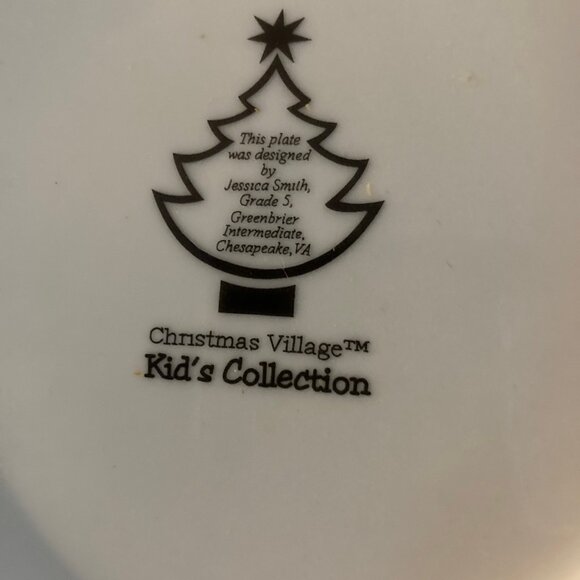 This plate
was designed
by
Jessica Smith,
Grade 5,
Greenbrier
Intermediate,
Chesapeake, VA
Christmas Village™
Kid's Collection